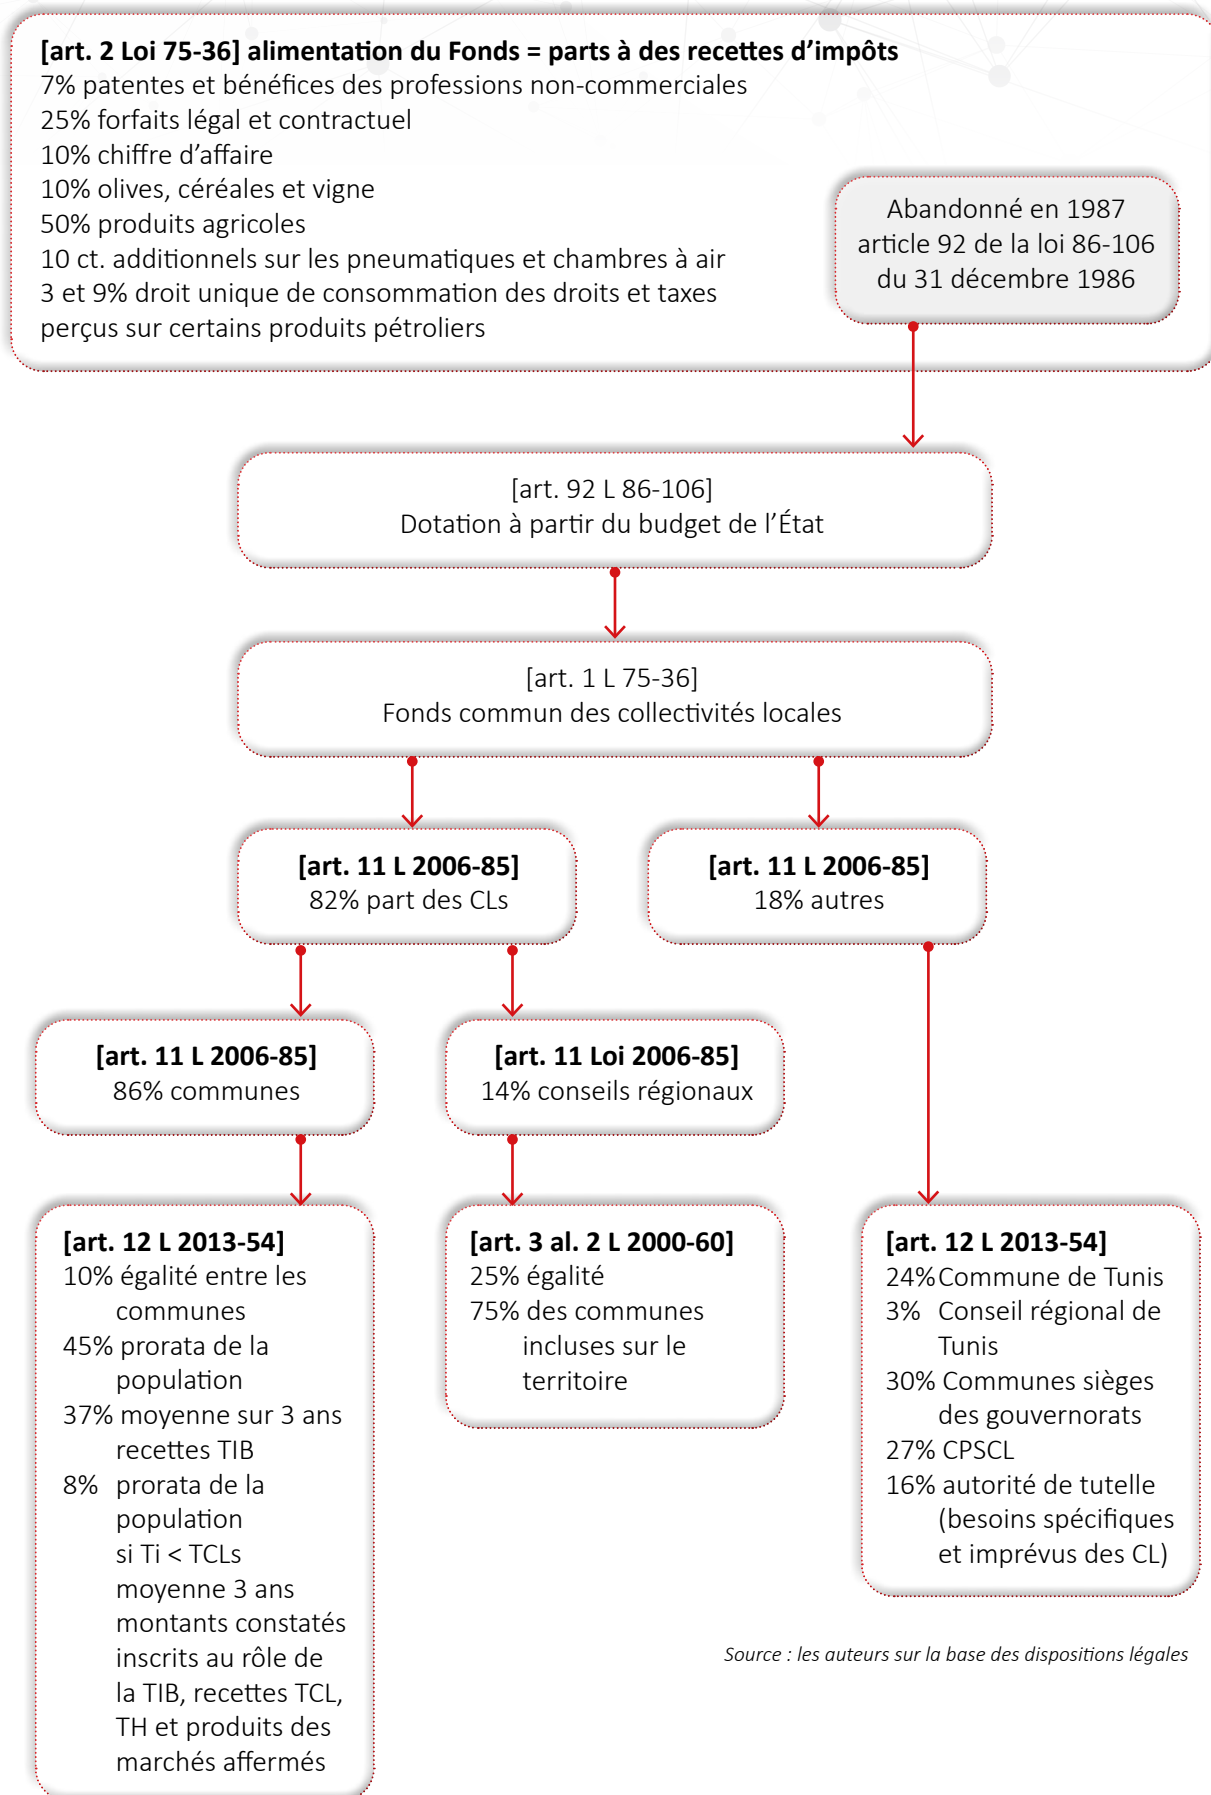 [art. 2 Loi 75-36] alimentation du Fonds = parts à des recettes d'impôts
7% patentes et bénéfices des professions non-commerciales
25% forfaits légal et contractuel
10% chiffre d'affaire
10% olives, céréales et vigne
50% produits agricoles
10 ct. additionnels sur les pneumatiques et chambres à air
3 et 9% droit unique de consommation des droits et taxes
perçus sur certains produits pétroliers
Abandonné en 1987
article 92 de la loi 86-106
du 31 décembre 1986
[art. 92 L 86-106]
Dotation à partir du budget de l'État
[art. 1 L 75-36]
Fonds commun des collectivités locales
[art. 11 L 2006-85]
82% part des CLs
[art. 11 L 2006-85]
18% autres
[art. 11 L 2006-85]
86% communes
[art. 11 Loi 2006-85]
14% conseils régionaux
[art. 12 L 2013-54]
10% égalité entre les
communes
45% prorata de la
population
37% moyenne sur 3 ans
recettes TIB
8% prorata de la
population
si Ti < TCLs
moyenne 3 ans
montants constatés
inscrits au rôle de
la TIB, recettes TCL,
TH et produits des
marchés affermés
[art. 3 al. 2 L 2000-60]
25% égalité
75% des communes
incluses sur le
territoire
[art. 12 L 2013-54]
24% Commune de Tunis
3% Conseil régional de
Tunis
30% Communes sièges
des gouvernorats
27% CPSCL
16% autorité de tutelle
(besoins spécifiques
et imprévus des CL)
Source : les auteurs sur la base des dispositions légales